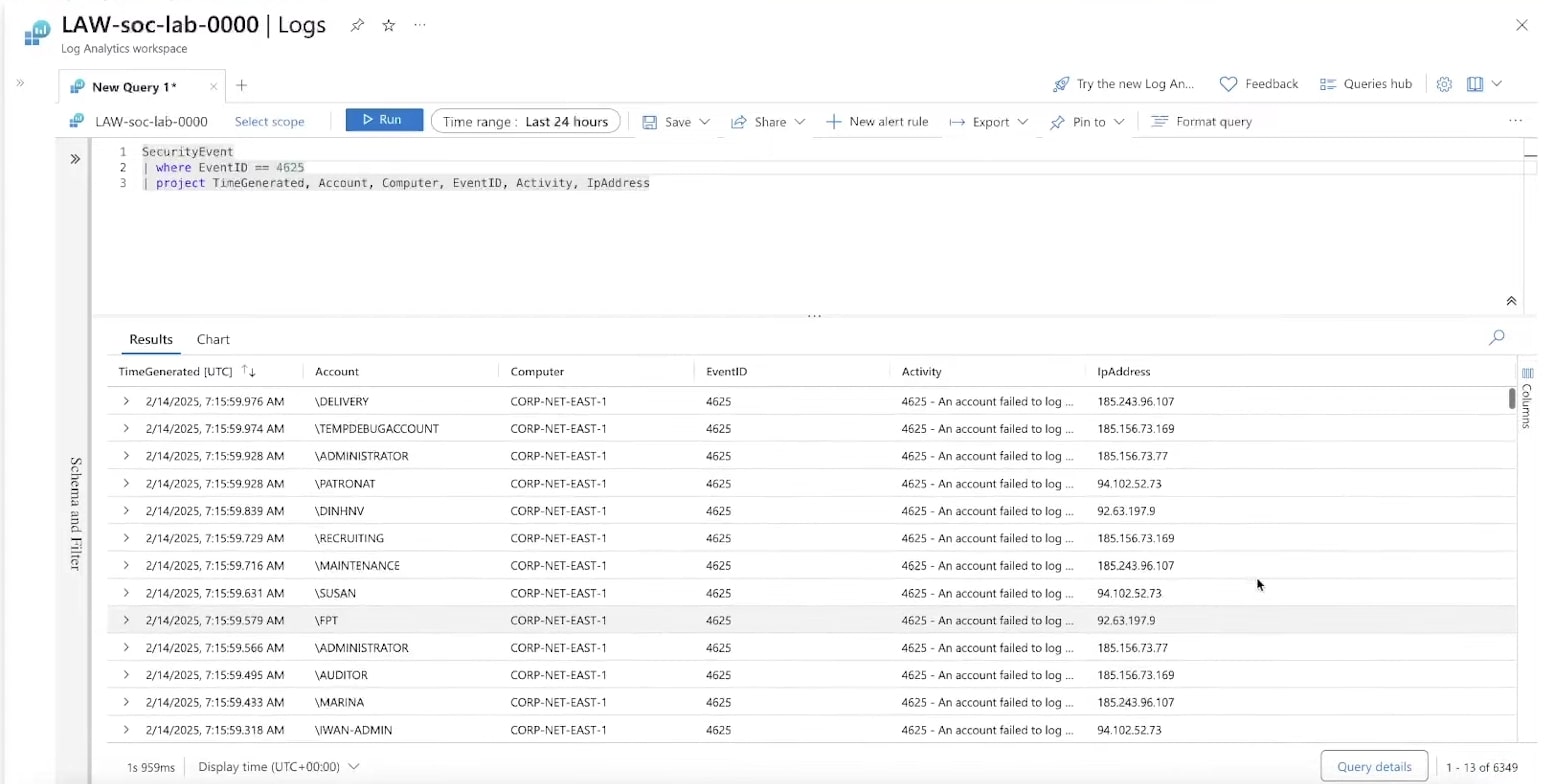 LAW-soc-lab-0000 | Logs
Log Analytics workspace
New Query 1*
Try the new Log An... Feedback Queries hub
LAW-soc-lab-0000 Select scope Run Time range : Last 24 hours Save Share New alert rule Export Pin to Format query
1 SecurityEvent
2 | where EventID == 4625
3 | project TimeGenerated, Account, Computer, EventID, Activity, IpAddress
Schema and Filter
Results Chart
TimeGenerated [UTC] Account Computer EventID Activity IpAddress
Columns
2/14/2025, 7:15:59.976 AM \DELIVERY CORP-NET-EAST-1 4625 4625 - An account failed to log ... 185.243.96.107
2/14/2025, 7:15:59.974 AM \TEMPDEBUGACCOUNT CORP-NET-EAST-1 4625 4625 - An account failed to log ... 185.156.73.169
2/14/2025, 7:15:59.928 AM \ADMINISTRATOR CORP-NET-EAST-1 4625 4625 - An account failed to log ... 185.156.73.77
2/14/2025, 7:15:59.928 AM \PATRONAT CORP-NET-EAST-1 4625 4625 - An account failed to log ... 94.102.52.73
2/14/2025, 7:15:59.839 AM \DINHNV CORP-NET-EAST-1 4625 4625 - An account failed to log ... 92.63.197.9
2/14/2025, 7:15:59.729 AM \RECRUITING CORP-NET-EAST-1 4625 4625 - An account failed to log ... 185.156.73.169
2/14/2025, 7:15:59.716 AM \MAINTENANCE CORP-NET-EAST-1 4625 4625 - An account failed to log ... 185.243.96.107
2/14/2025, 7:15:59.631 AM \SUSAN CORP-NET-EAST-1 4625 4625 - An account failed to log ... 94.102.52.73
2/14/2025, 7:15:59.579 AM \FPT CORP-NET-EAST-1 4625 4625 - An account failed to log ... 92.63.197.9
2/14/2025, 7:15:59.566 AM \ADMINISTRATOR CORP-NET-EAST-1 4625 4625 - An account failed to log ... 185.156.73.77
2/14/2025, 7:15:59.495 AM \AUDITOR CORP-NET-EAST-1 4625 4625 - An account failed to log ... 185.156.73.169
2/14/2025, 7:15:59.433 AM \MARINA CORP-NET-EAST-1 4625 4625 - An account failed to log ... 185.243.96.107
2/14/2025, 7:15:59.318 AM \IWAN-ADMIN CORP-NET-EAST-1 4625 4625 - An account failed to log ... 94.102.52.73
1s 959ms Display time (UTC+00:00) Query details 1 - 13 of 6349